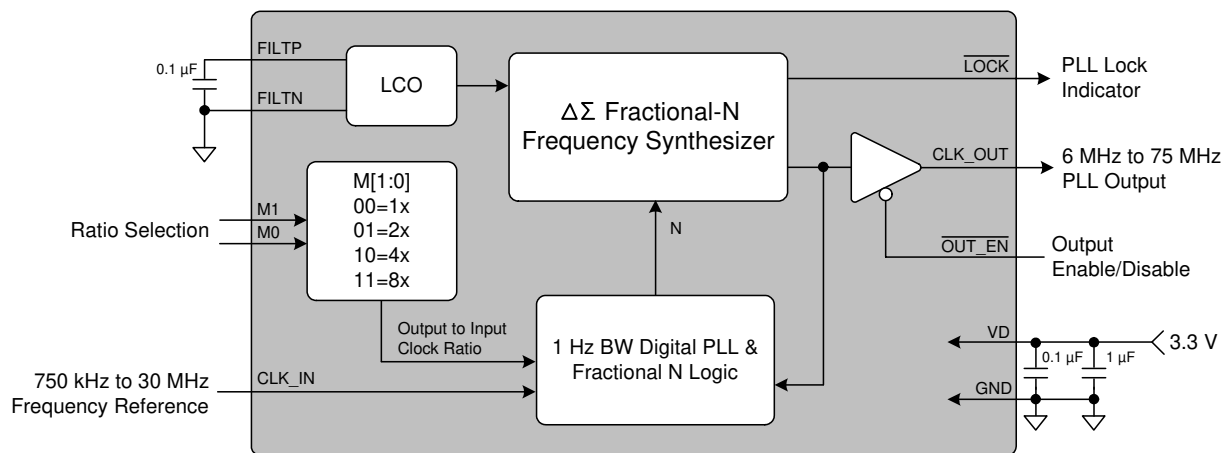 FILTP
0.1 µF
FILTN
LCO
ΔΣ Fractional-N
Frequency Synthesizer
LOCK
PLL Lock
Indicator
CLK_OUT
6 MHz to 75 MHz
PLL Output
M[1:0]
00=1x
01=2x
10=4x
11=8x
Ratio Selection
M1
M0
N
OUT_EN
Output
Enable/Disable
Output to Input
Clock Ratio
1 Hz BW Digital PLL &
Fractional N Logic
750 kHz to 30 MHz
Frequency Reference
CLK_IN
VD
3.3 V
0.1 µF
1 µF
GND